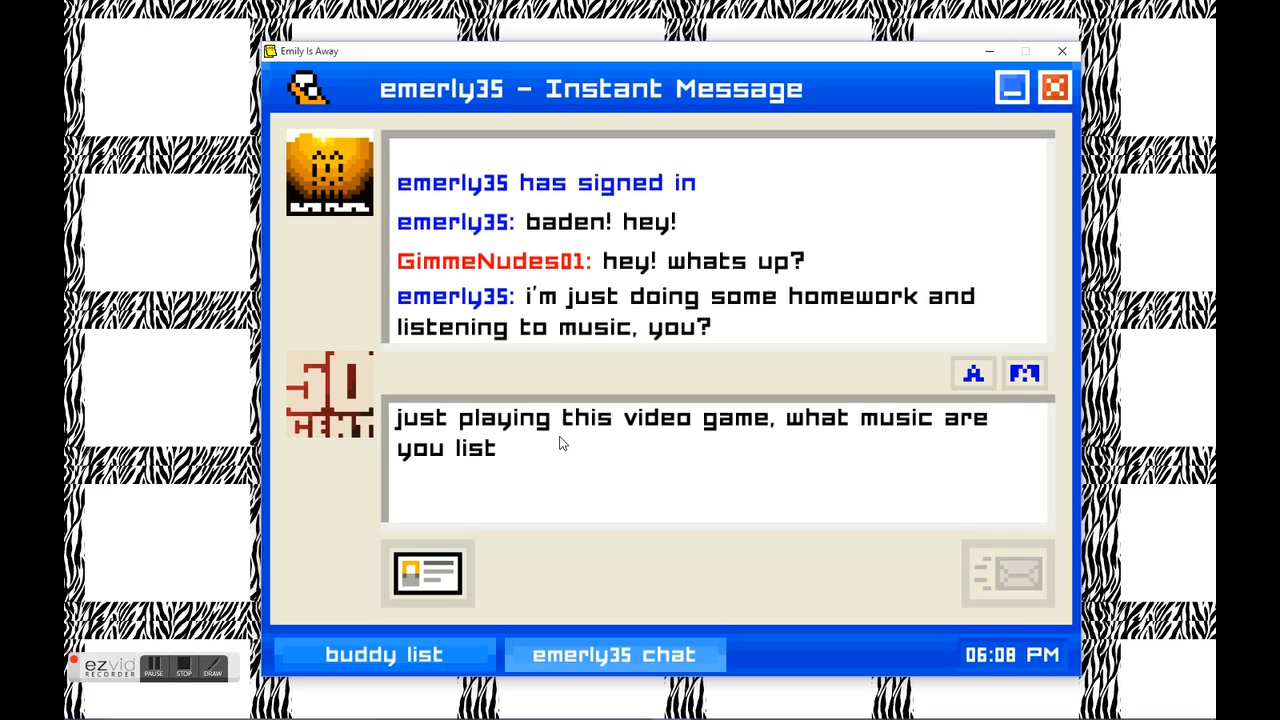 Emily Is Away
emerly35 - Instant Message
emerly35 has signed in
emerly35: baden! hey!
GimmeNudes01: hey! whats up?
emerly35: i'm just doing some homework and
listening to music, you?
50
CENT
A
just playing this video game, what music are
you list
buddy list
emerly35 chat
06:08 PM
ezvid
RECORDER
PAUSE
STOP
DRAW